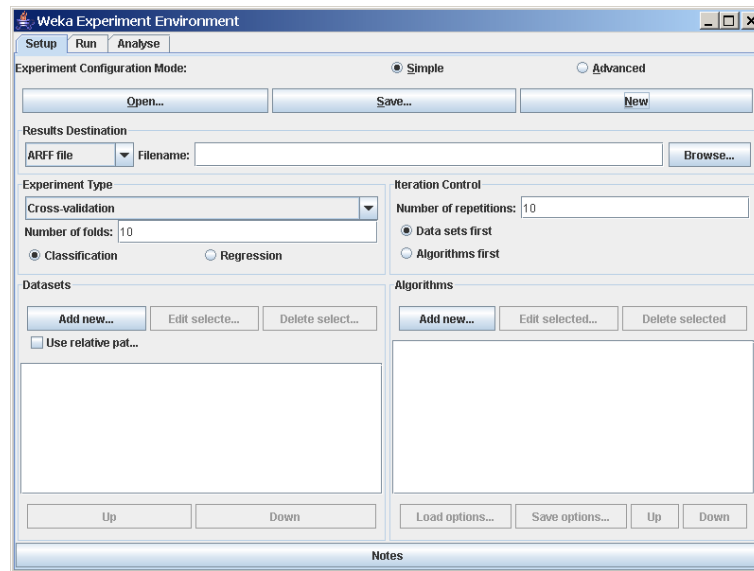 Weka Experiment Environment
Setup Run Analyse
Experiment Configuration Mode: Simple Advanced
Open... Save... New
Results Destination
ARFF file Filename: Browse...
Experiment Type
Cross-validation
Number of folds: 10
Classification Regression
Iteration Control
Number of repetitions: 10
Data sets first
Algorithms first
Datasets
Add new... Edit selecte... Delete select...
Use relative pat...
Up Down
Algorithms
Add new... Edit selected... Delete selected
Load options... Save options... Up Down
Notes